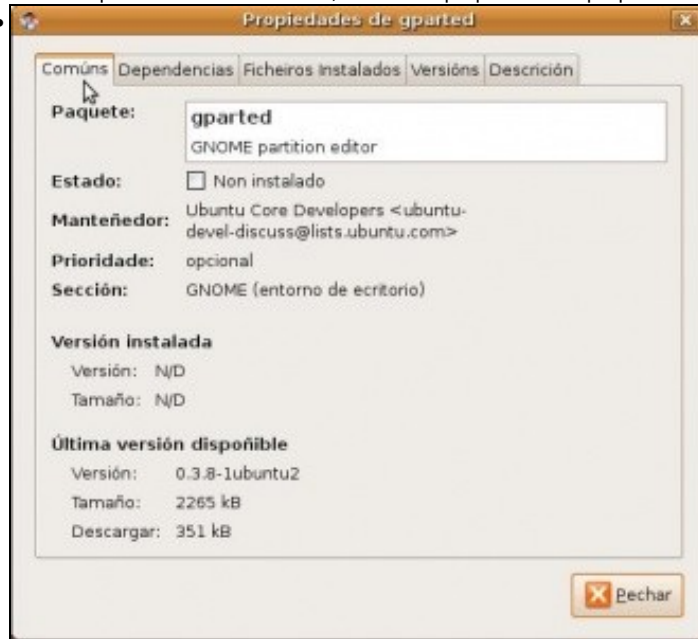 Propiedades de gparted
Comúns Dependencias Ficheiros Instalados Versións Descrición
Paquete: gparted
GNOME partition editor
Estado: Non instalado
Manteñedor: Ubuntu Core Developers <ubuntu-
devel-discuss@lists.ubuntu.com>
Prioridade: opcional
Sección: GNOME (entorno de ecritorio)
Versión instalada
Versión: N/D
Tamaño: N/D
Última versión dispoñible
Versión: 0.3.8-1ubuntu2
Tamaño: 2265 kB
Descargar: 351 kB
Pechar